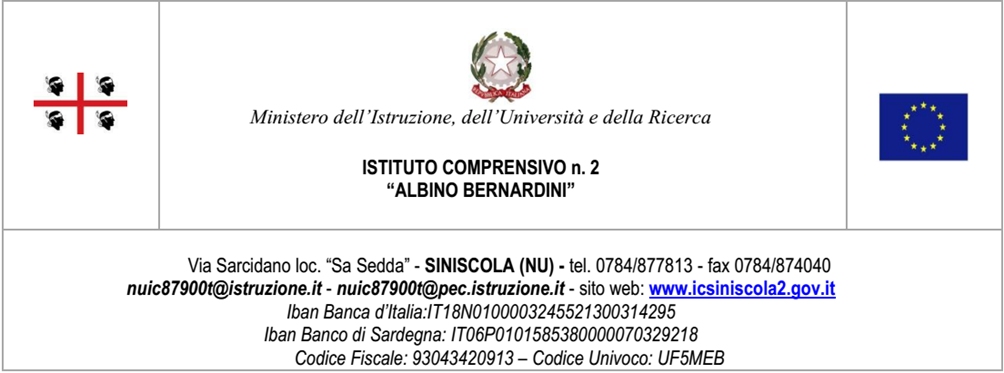 REPVBBLICA ITALIANA
Ministero dell'Istruzione, dell'Università e della Ricerca
ISTITUTO COMPRENSIVO n. 2
“ALBINO BERNARDINI”
Via Sarcidano loc. “Sa Sedda” - SINISCOLA (NU) - tel. 0784/877813 - fax 0784/874040
nuic87900t@istruzione.it - nuic87900t@pec.istruzione.it - sito web: www.icsiniscola2.gov.it
Iban Banca d'Italia:IT18N0100003245521300314295
Iban Banco di Sardegna: IT06P0101585380000070329218
Codice Fiscale: 93043420913 – Codice Univoco: UF5MEB